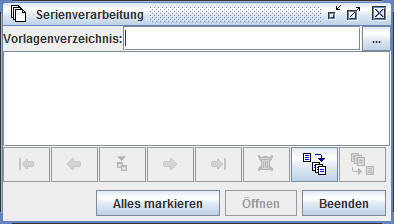 Serienverarbeitung
Vorlagenverzeichnis:
...
Alles markieren
Öffnen
Beenden